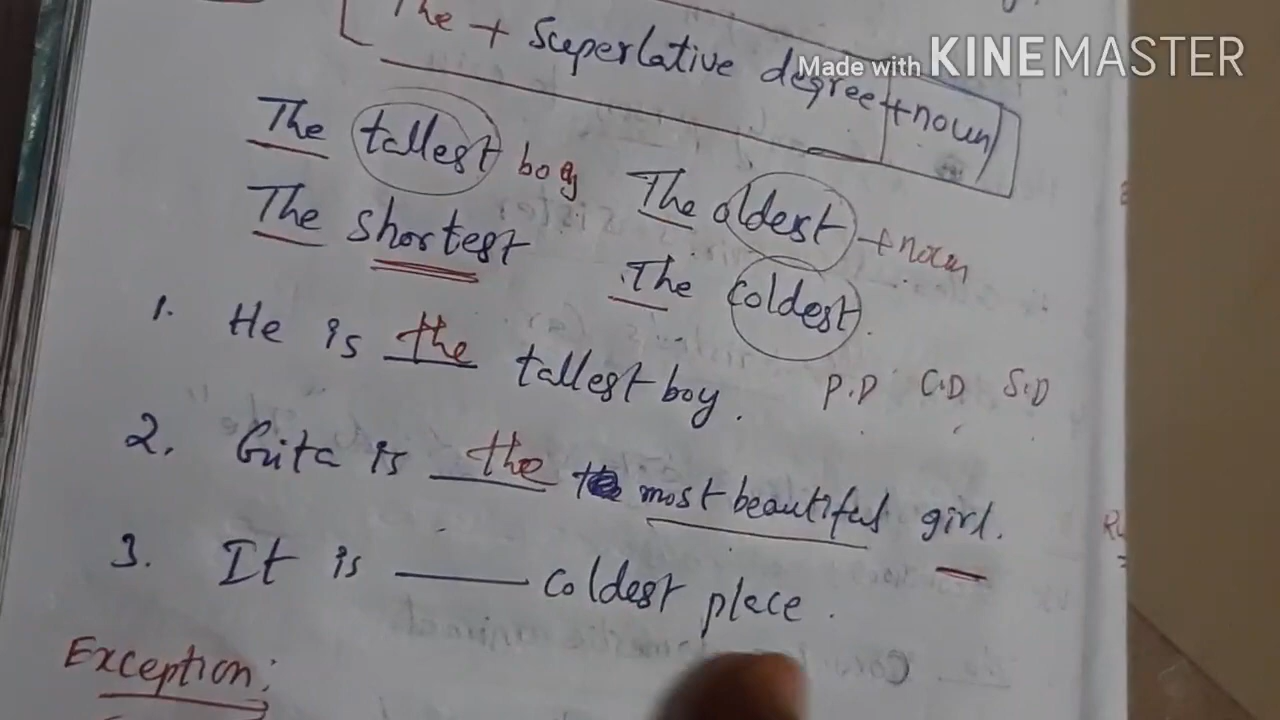 The + Superlative degree + noun
Made with KINEMASTER
The tallest boy
The oldest + noun
The shortest
The coldest.
1. He is the tallest boy.
P.D C.D S.D
2. Gita is the most beautiful girl.
3. It is ____ coldest place.
Exception: